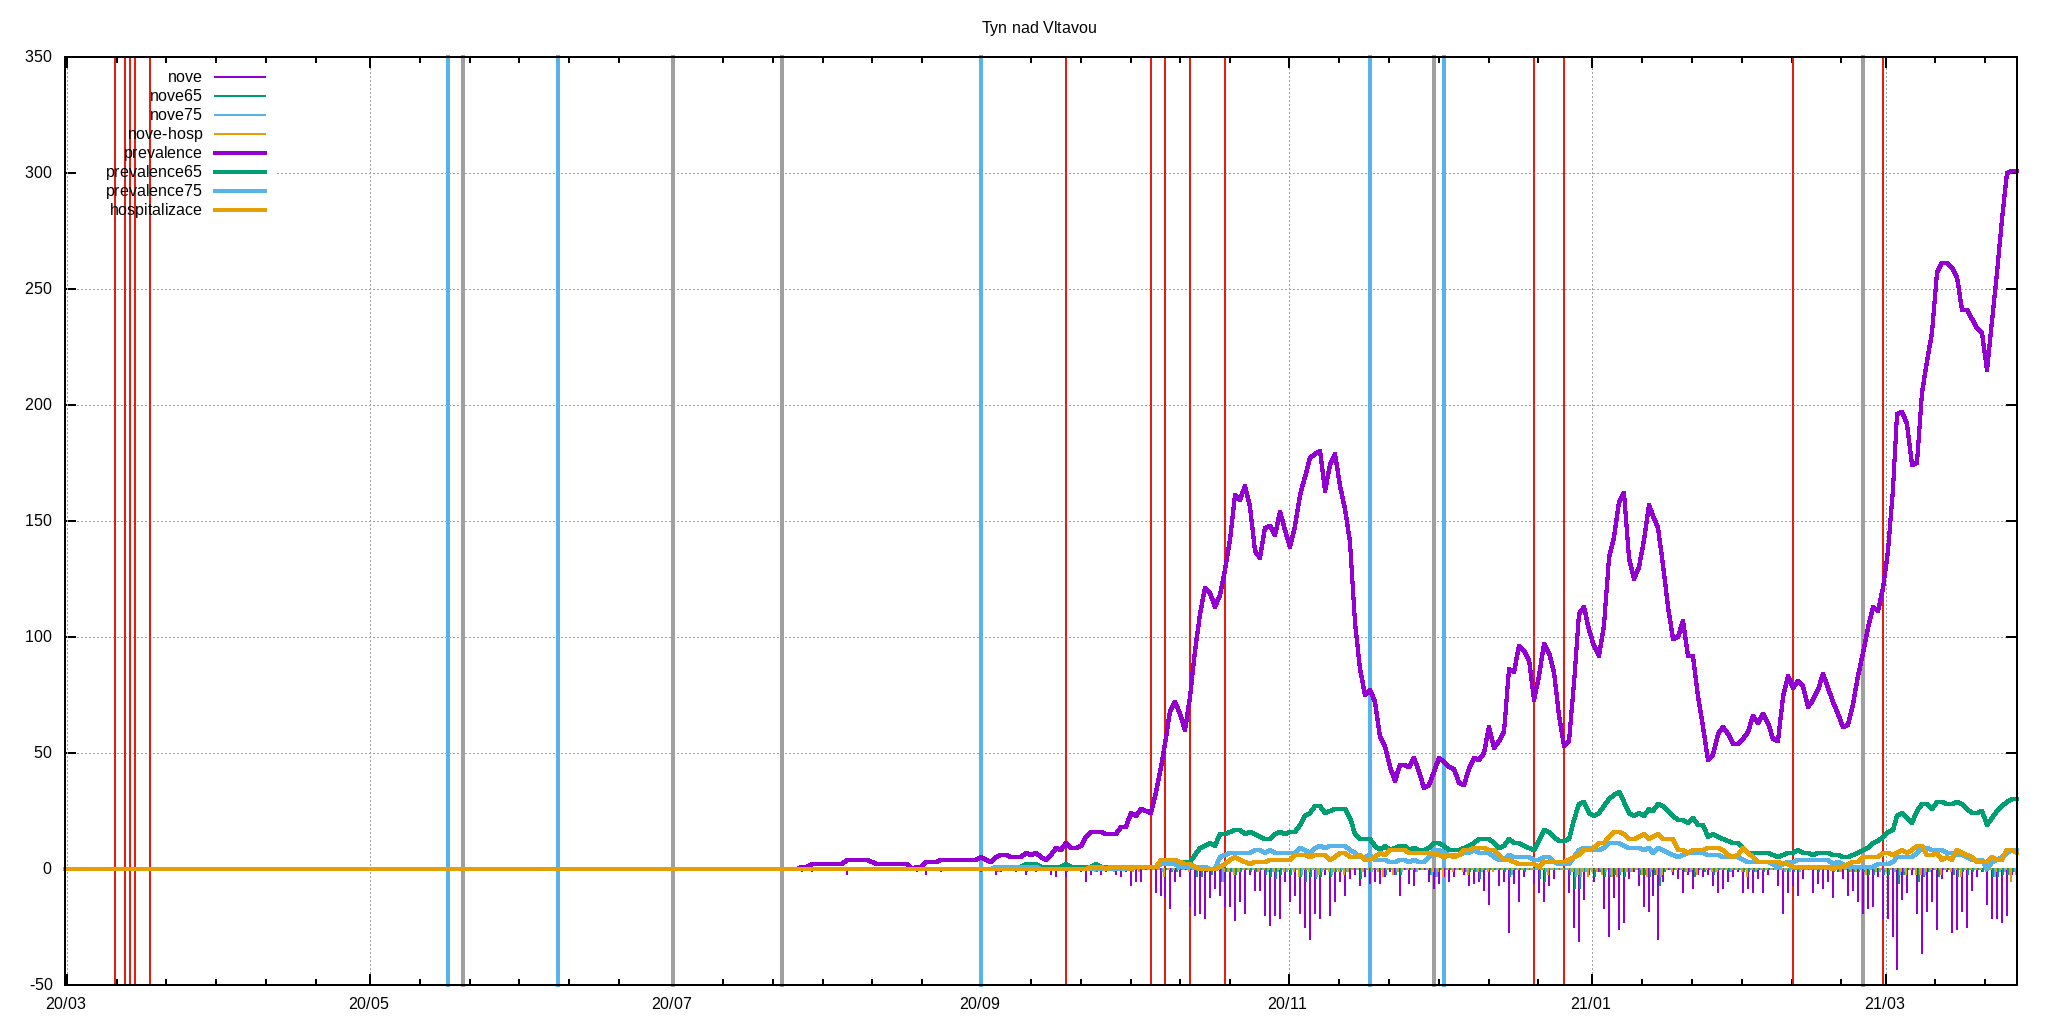 Tyn nad Vltavou
350
300
250
200
150
100
50
0
-50
nove
nove65
nove75
nove-hosp
prevalence
prevalence65
prevalence75
hospitalizace
20/03 20/05 20/07 20/09 20/11 21/01 21/03